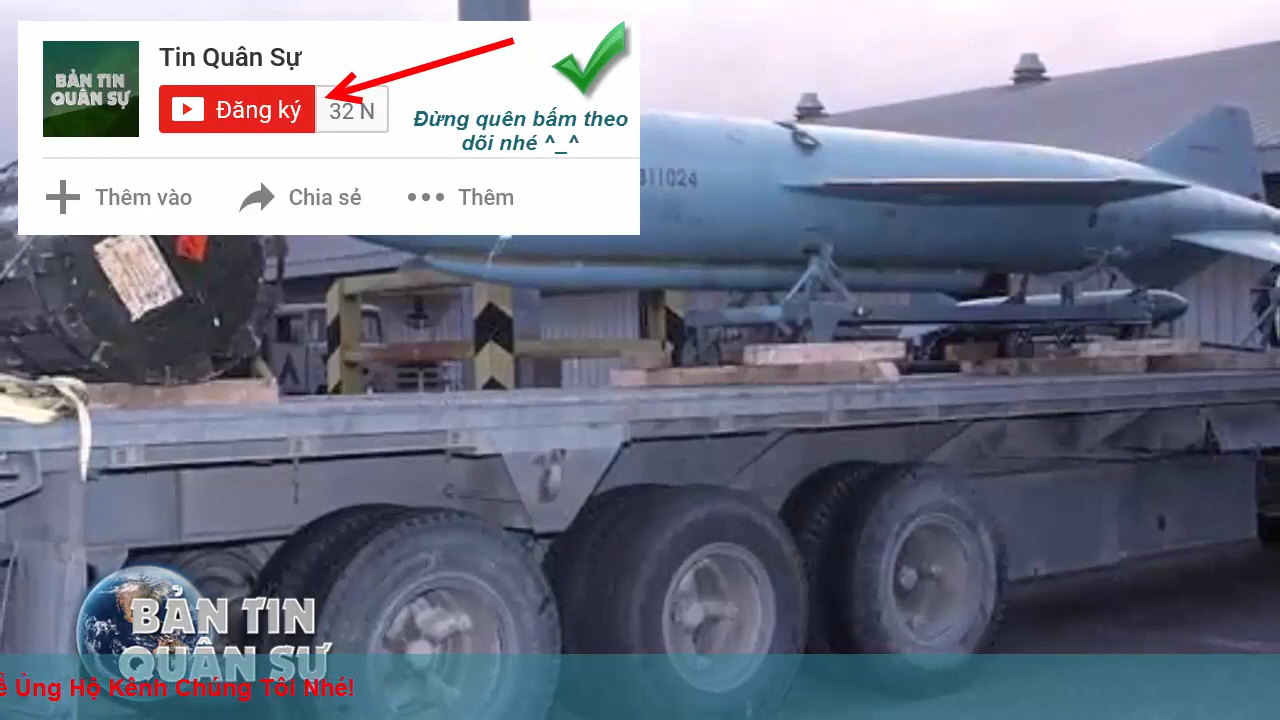 BẢN TIN
QUÂN SỰ
Tin Quân Sự
Đăng ký
32 N
Đừng quên bấm theo
dõi nhé ^_^
Thêm vào
Chia sẻ
Thêm
311024
BẢN TIN
QUÂN SỰ
Ủng Hộ Kênh Chúng Tôi Nhé!